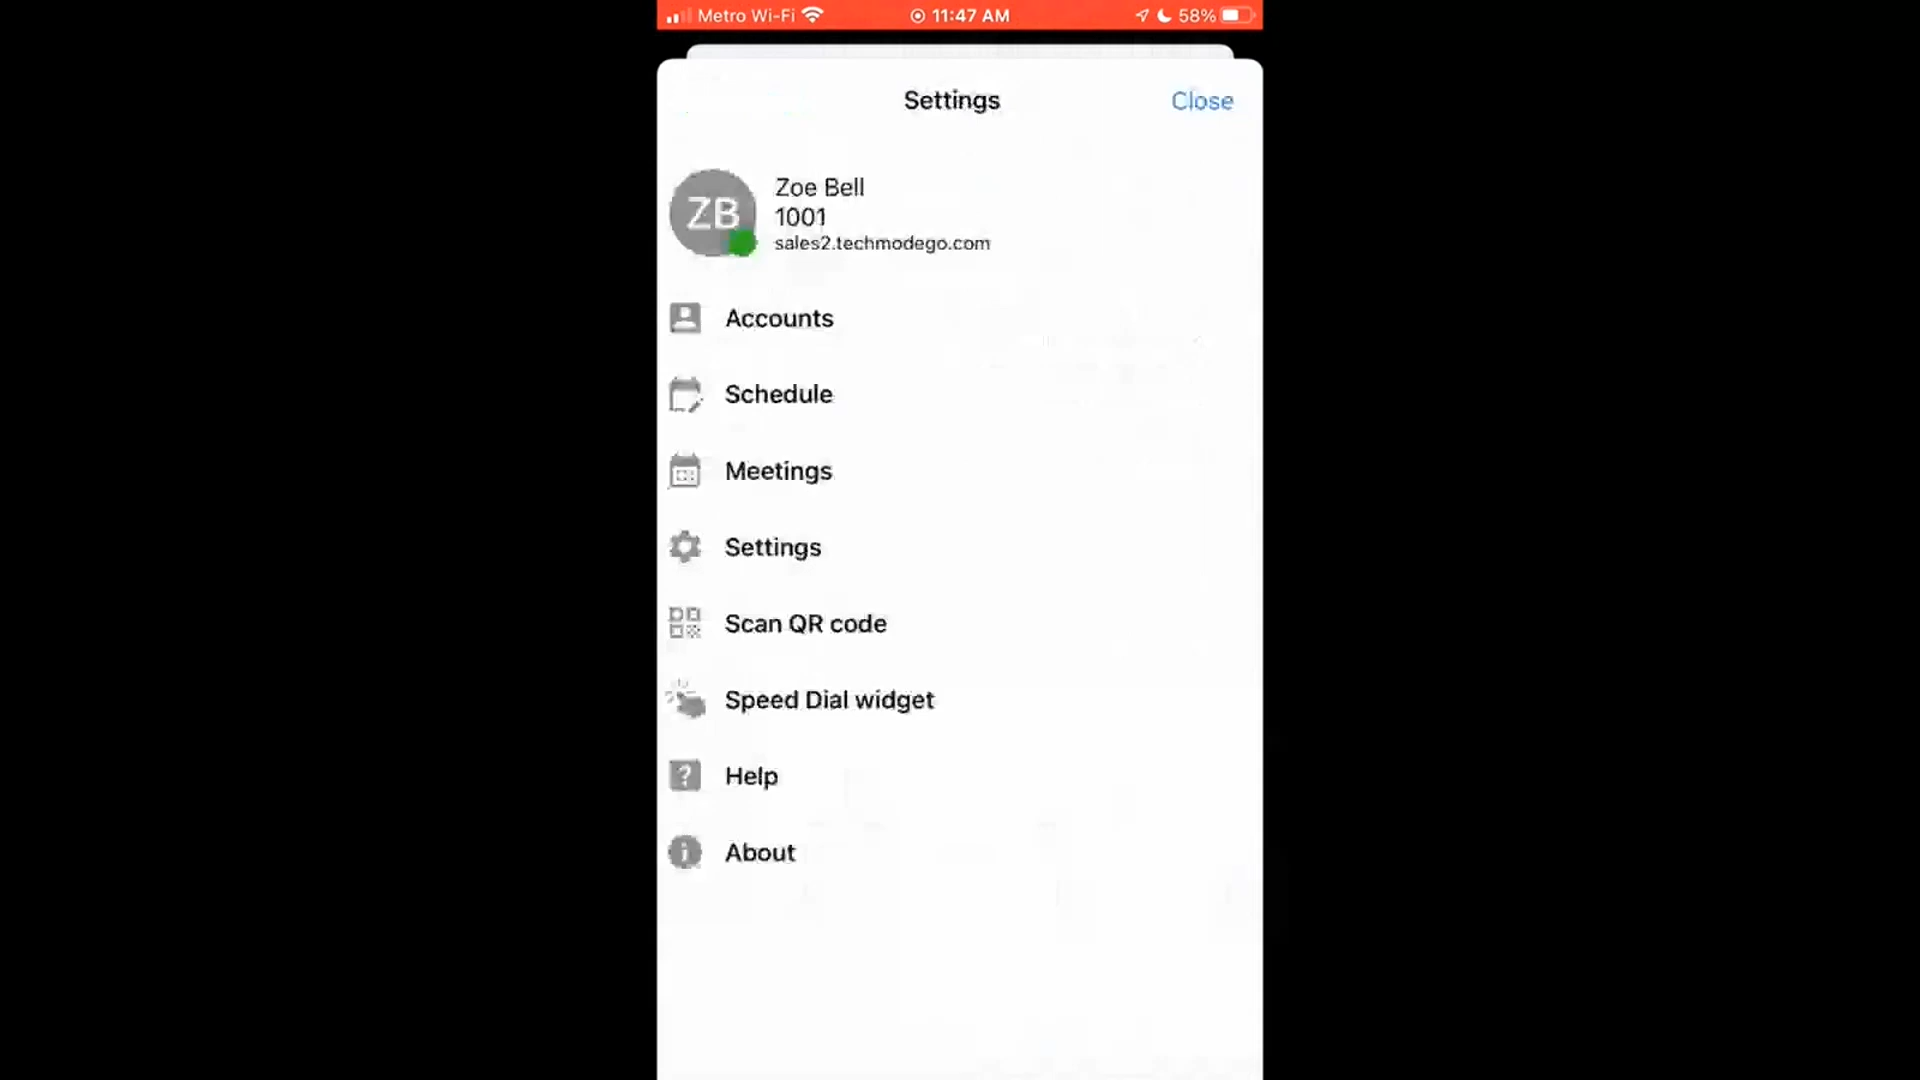 Metro Wi-Fi 11:47 AM 58%
Settings Close
ZB
Zoe Bell
1001
sales2.techmodego.com
Accounts
Schedule
Meetings
Settings
Scan QR code
Speed Dial widget
Help
About